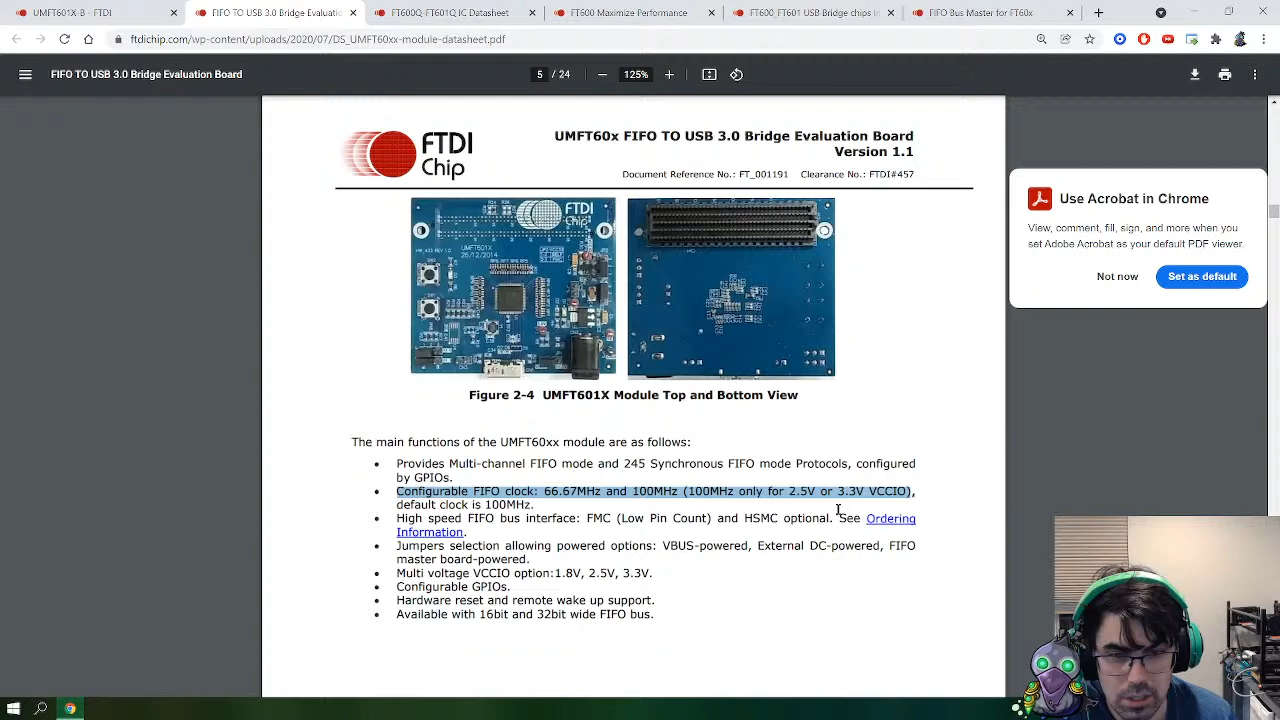 UMFT601X-B - FTDI
FIFO TO USB 3.0 Bridge Evaluatio
FT600Q-FT601Q IC Datasheet
FT600 Maximize Performance
FT600_FT601 USB Bridge chips in
FIFO Bus Master for FT60x
ftdichip.com/wp-content/uploads/2020/07/DS_UMFT60xx-module-datasheet.pdf
FIFO TO USB 3.0 Bridge Evaluation Board
5 / 24
125%
FTDI
Chip
UMFT60x FIFO TO USB 3.0 Bridge Evaluation Board
Version 1.1
Document Reference No.: FT_001191 Clearance No.: FTDI#457
FTDI
Chip
UMFT601X
26/12/2014
Figure 2-4 UMFT601X Module Top and Bottom View
The main functions of the UMFT60xx module are as follows:
• Provides Multi-channel FIFO mode and 245 Synchronous FIFO mode Protocols, configured
by GPIOs.
• Configurable FIFO clock: 66.67MHz and 100MHz (100MHz only for 2.5V or 3.3V VCCIO),
default clock is 100MHz.
• High speed FIFO bus interface: FMC (Low Pin Count) and HSMC optional. See Ordering
Information.
• Jumpers selection allowing powered options: VBUS-powered, External DC-powered, FIFO
master board-powered.
• Multi voltage VCCIO option:1.8V, 2.5V, 3.3V.
• Configurable GPIOs.
• Hardware reset and remote wake up support.
• Available with 16bit and 32bit wide FIFO bus.
Use Acrobat in Chrome
View, comment, fill, sign, and more when you
set Adobe Acrobat as your default PDF viewer.
Not now
Set as default